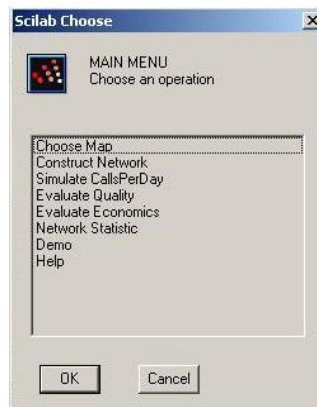 Scilab Choose
MAIN MENU
Choose an operation
Choose Map
Construct Network
Simulate CallsPerDay
Evaluate Quality
Evaluate Economics
Network Statistic
Demo
Help
OK
Cancel